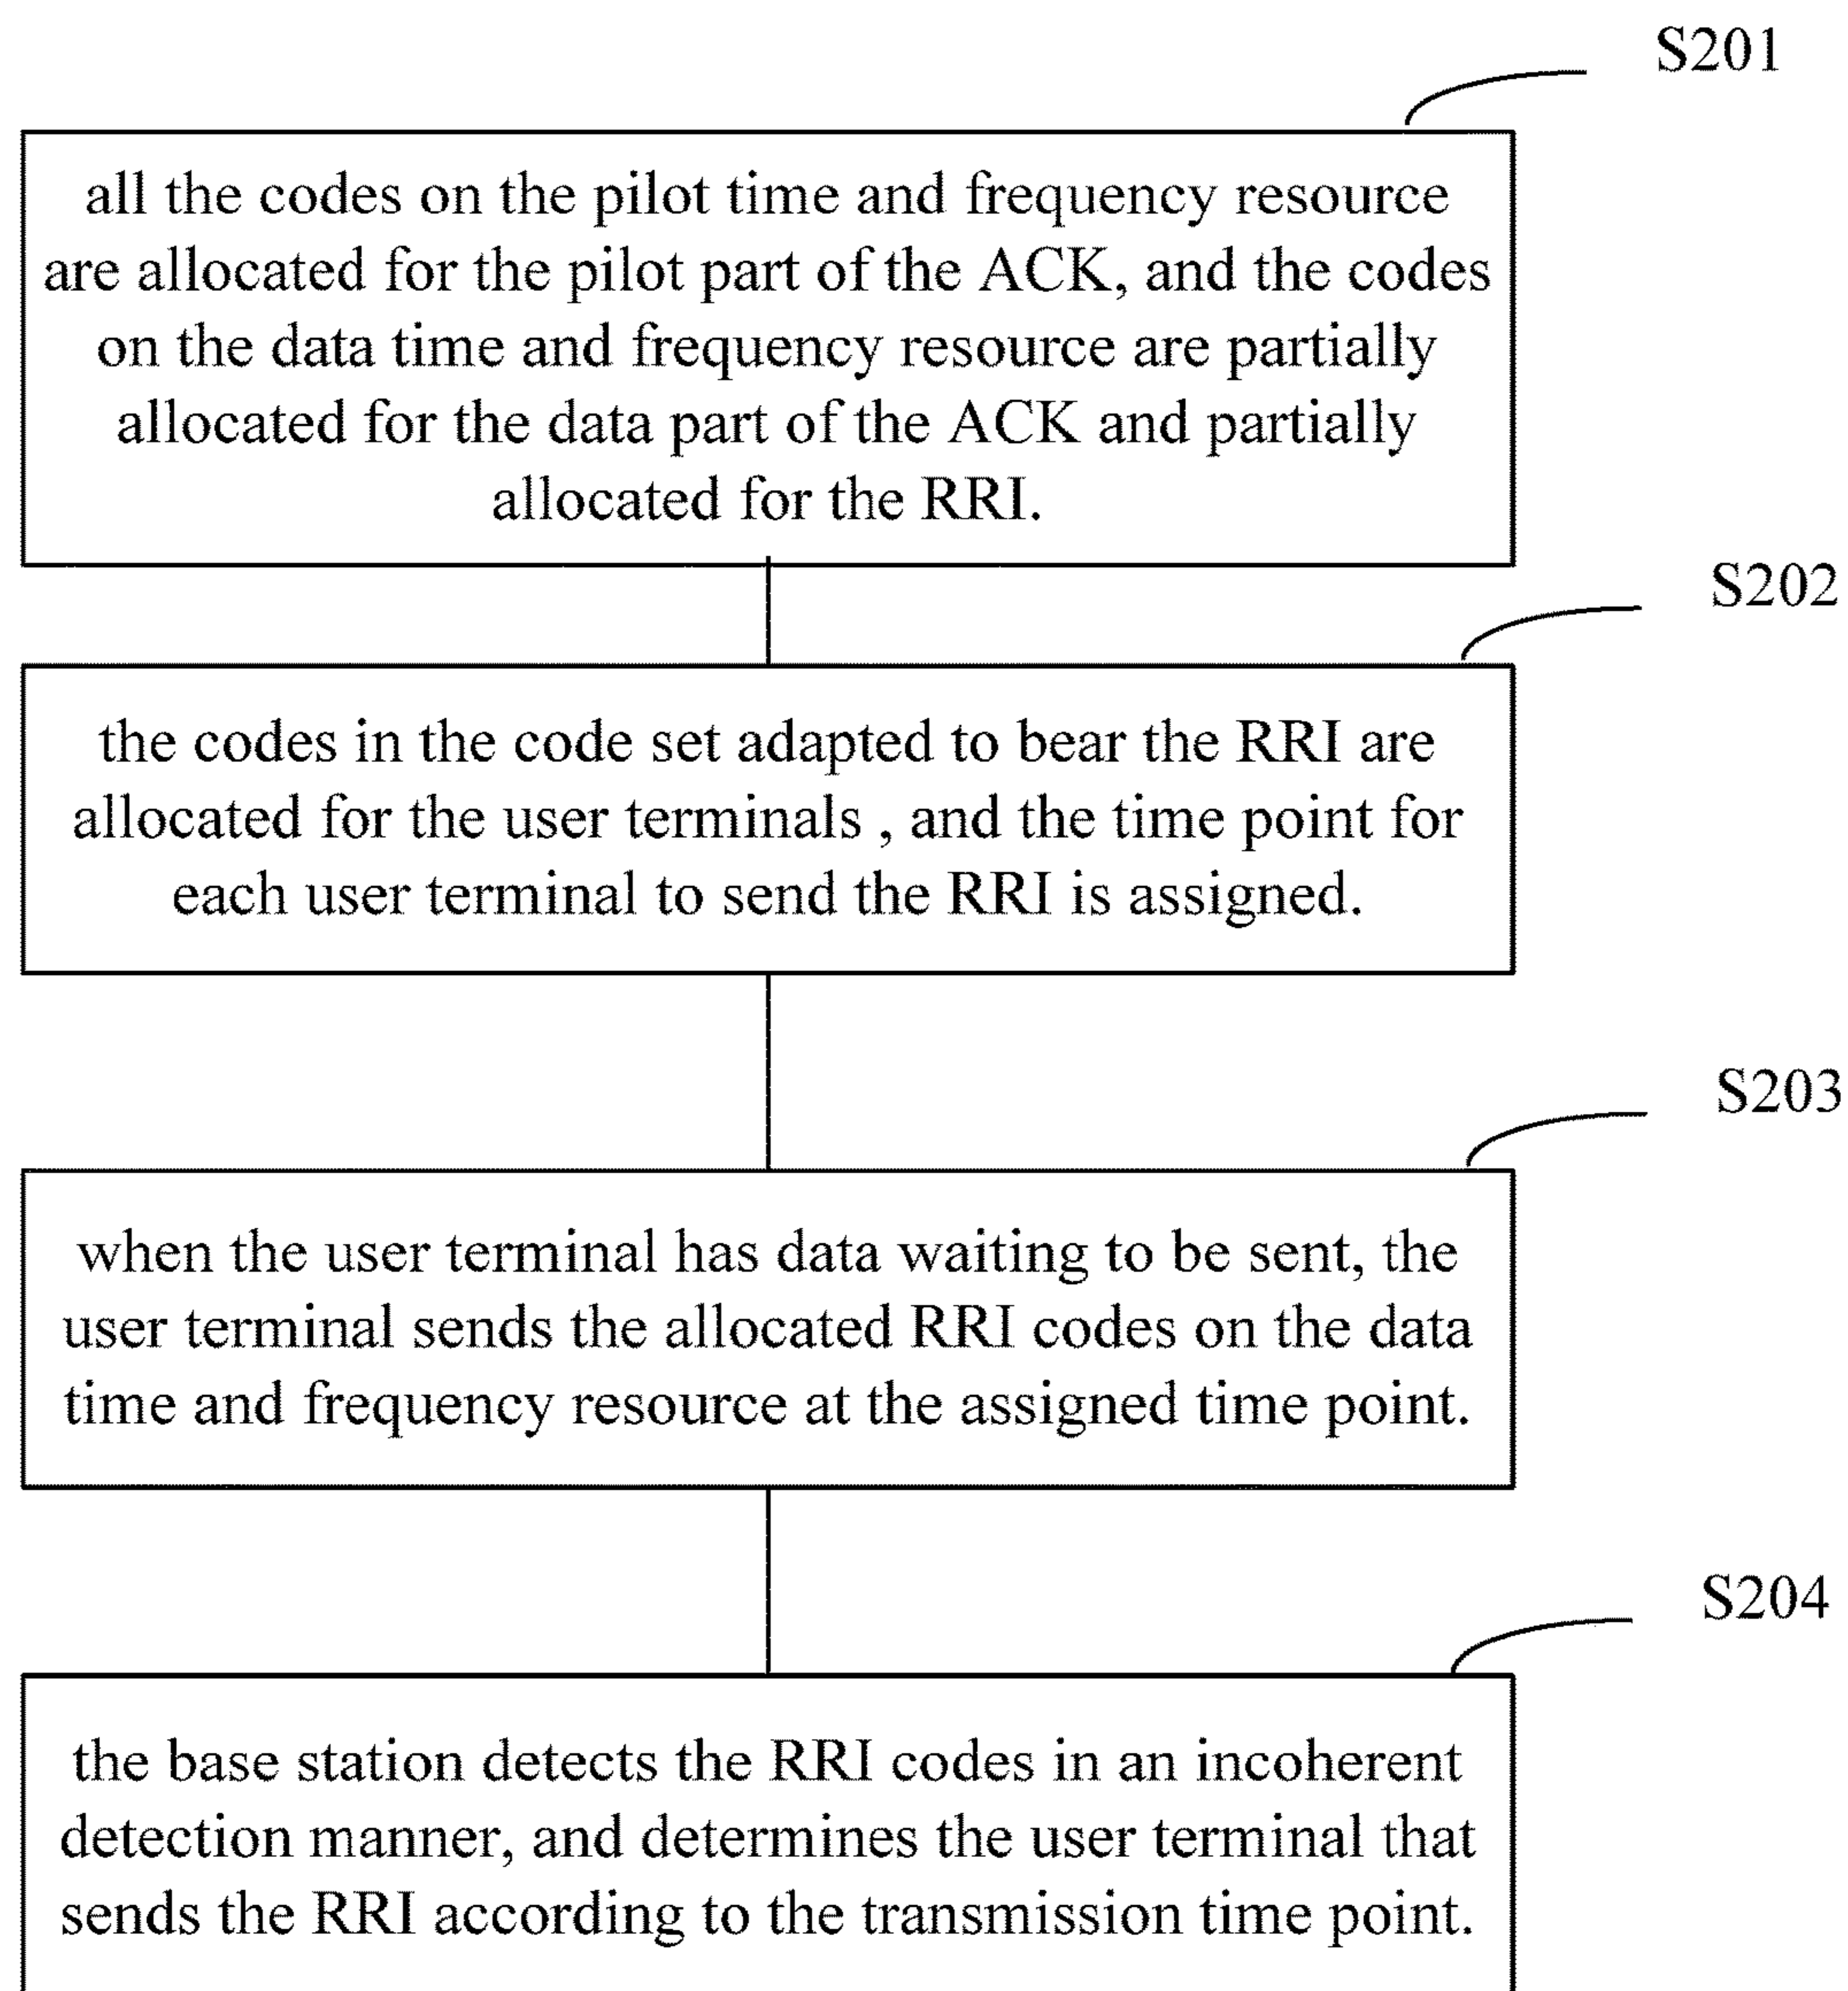 S201
all the codes on the pilot time and frequency resource
are allocated for the pilot part of the ACK, and the codes
on the data time and frequency resource are partially
allocated for the data part of the ACK and partially
allocated for the RRI.
S202
the codes in the code set adapted to bear the RRI are
allocated for the user terminals , and the time point for
each user terminal to send the RRI is assigned.
S203
when the user terminal has data waiting to be sent, the
user terminal sends the allocated RRI codes on the data
time and frequency resource at the assigned time point.
S204
the base station detects the RRI codes in an incoherent
detection manner, and determines the user terminal that
sends the RRI according to the transmission time point.